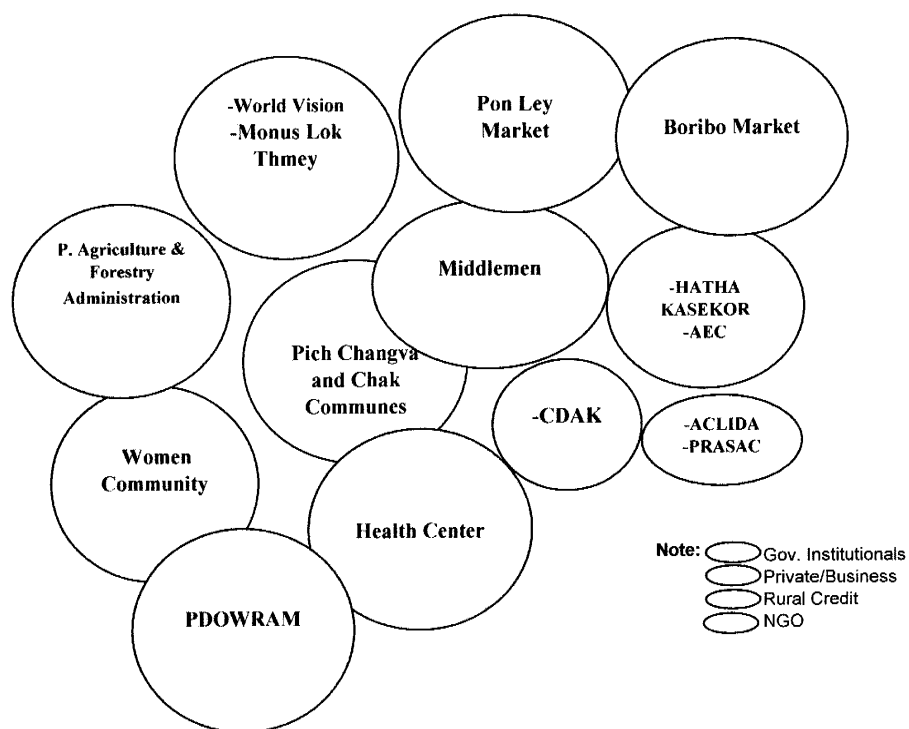 -World Vision
-Monus Lok
Thmey
Pon Ley
Market
Boribo Market
P. Agriculture &
Forestry
Administration
Middlemen
-HATHA
KASEKOR
-AEC
Pich Changva
and Chak
Communes
-CDAK
-ACLIDA
-PRASAC
Women
Community
Health Center
PDOWRAM
Note:
Gov. Institutionals
Private/Business
Rural Credit
NGO